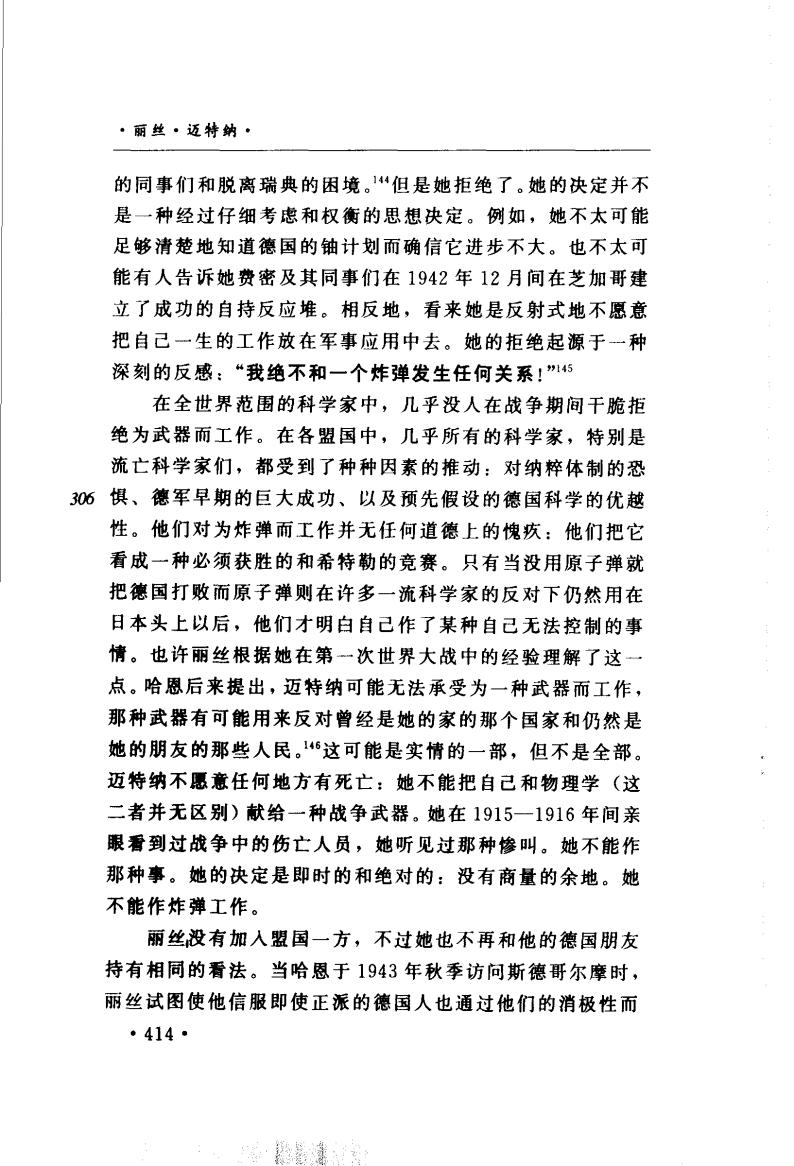 ·丽丝·迈特纳·
的同事们和脱离瑞典的困境。¹⁴⁴但是她拒绝了。她的决定并不
是一种经过仔细考虑和权衡的思想决定。例如，她不太可能
足够清楚地知道德国的铀计划而确信它进步不大。也不太可
能有人告诉她费密及其同事们在 1942 年 12 月间在芝加哥建
立了成功的自持反应堆。相反地，看来她是反射式地不愿意
把自己一生的工作放在军事应用中去。她的拒绝起源于一种
深刻的反感：“我绝不和一个炸弹发生任何关系！”¹⁴⁵
在全世界范围的科学家中，几乎没人在战争期间干脆拒
绝为武器而工作。在各盟国中，几乎所有的科学家，特别是
流亡科学家们，都受到了种种因素的推动：对纳粹体制的恐
306 惧、德军早期的巨大成功、以及预先假设的德国科学的优越
性。他们对为炸弹而工作并无任何道德上的愧疚：他们把它
看成一种必须获胜的和希特勒的竞赛。只有当没用原子弹就
把德国打败而原子弹则在许多一流科学家的反对下仍然用在
日本头上以后，他们才明白自己作了某种自己无法控制的事
情。也许丽丝根据她在第一次世界大战中的经验理解了这一
点。哈恩后来提出，迈特纳可能无法承受为一种武器而工作，
那种武器有可能用来反对曾经是她的家的那个国家和仍然是
她的朋友的那些人民。¹⁴⁶这可能是实情的一部，但不是全部。
迈特纳不愿意任何地方有死亡：她不能把自己和物理学（这
二者并无区别）献给一种战争武器。她在 1915—1916 年间亲
眼看到过战争中的伤亡人员，她听见过那种惨叫。她不能作
那种事。她的决定是即时的和绝对的：没有商量的余地。她
不能作炸弹工作。
丽丝没有加入盟国一方，不过她也不再和他的德国朋友
持有相同的看法。当哈恩于 1943 年秋季访问斯德哥尔摩时，
丽丝试图使他信服即使正派的德国人也通过他们的消极性而
·414·